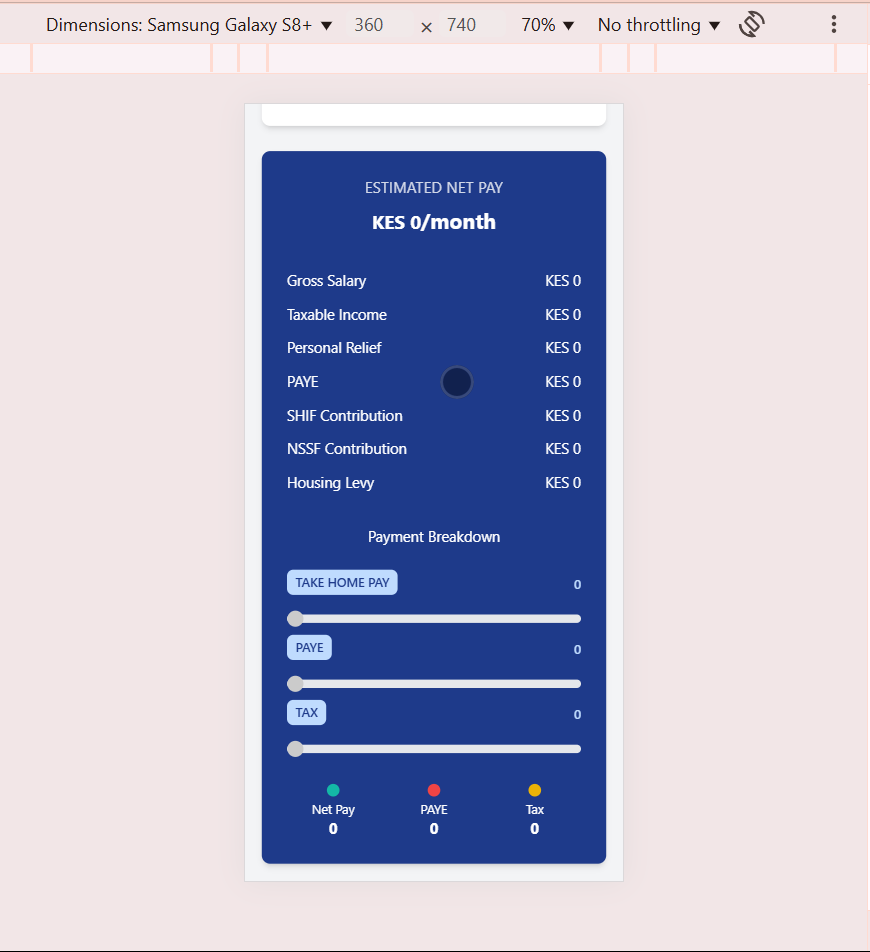 Dimensions: Samsung Galaxy S8+ 360 × 740 70% No throttling
ESTIMATED NET PAY
KES 0/month
Gross Salary KES 0
Taxable Income KES 0
Personal Relief KES 0
PAYE KES 0
SHIF Contribution KES 0
NSSF Contribution KES 0
Housing Levy KES 0
Payment Breakdown
TAKE HOME PAY 0
PAYE 0
TAX 0
Net Pay PAYE Tax
0 0 0